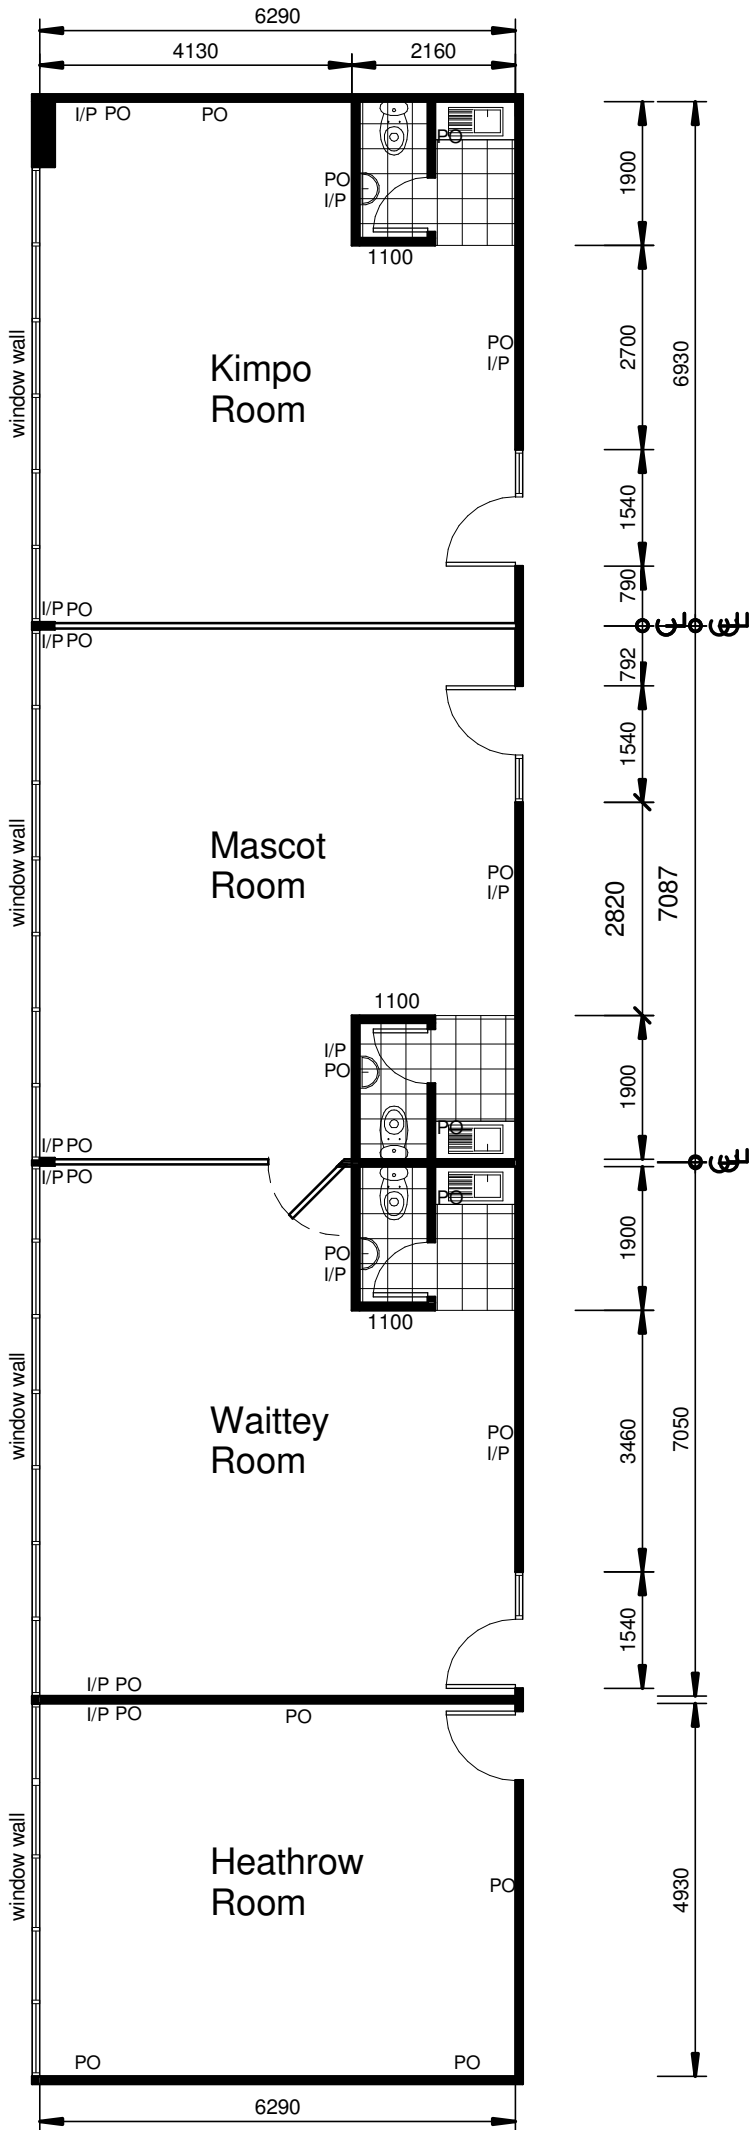 6290
4130
2160
I/P PO
PO
PO
PO
I/P
1100
1900
window wall
Kimpo
Room
PO
I/P
2700
6930
1540
790
I/P PO
I/P PO
792
1540
window wall
Mascot
Room
PO
I/P
2820
7087
1100
I/P
PO
PO
1900
I/P PO
I/P PO
PO
PO
I/P
1100
1900
window wall
Waittey
Room
PO
I/P
3460
7050
1540
I/P PO
I/P PO
PO
window wall
Heathrow
Room
PO
4930
PO
PO
6290